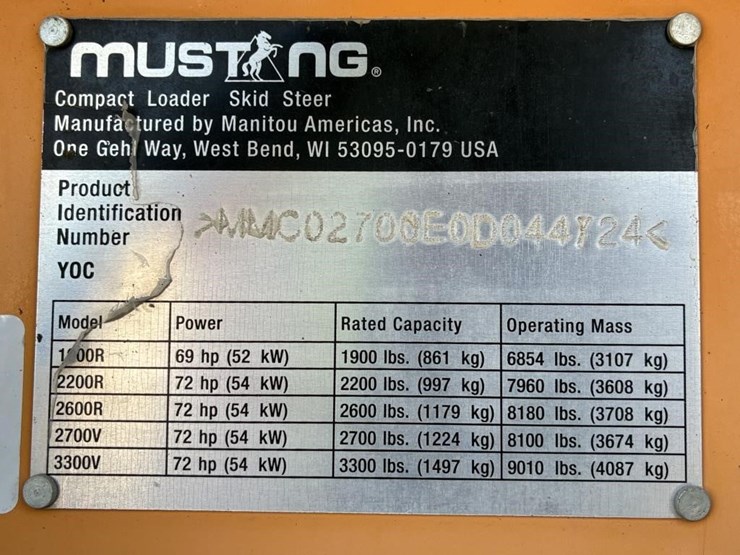 MUSTANG®
Compact Loader Skid Steer
Manufactured by Manitou Americas, Inc.
One Gehl Way, West Bend, WI 53095-0179 USA
Product
Identification
Number
YOC
Model Power Rated Capacity Operating Mass
1900R 69 hp (52 kW) 1900 lbs. (861 kg) 6854 lbs. (3107 kg)
2200R 72 hp (54 kW) 2200 lbs. (997 kg) 7960 lbs. (3608 kg)
2600R 72 hp (54 kW) 2600 lbs. (1179 kg) 8180 lbs. (3708 kg)
2700V 72 hp (54 kW) 2700 lbs. (1224 kg) 8100 lbs. (3674 kg)
3300V 72 hp (54 kW) 3300 lbs. (1497 kg) 9010 lbs. (4087 kg)